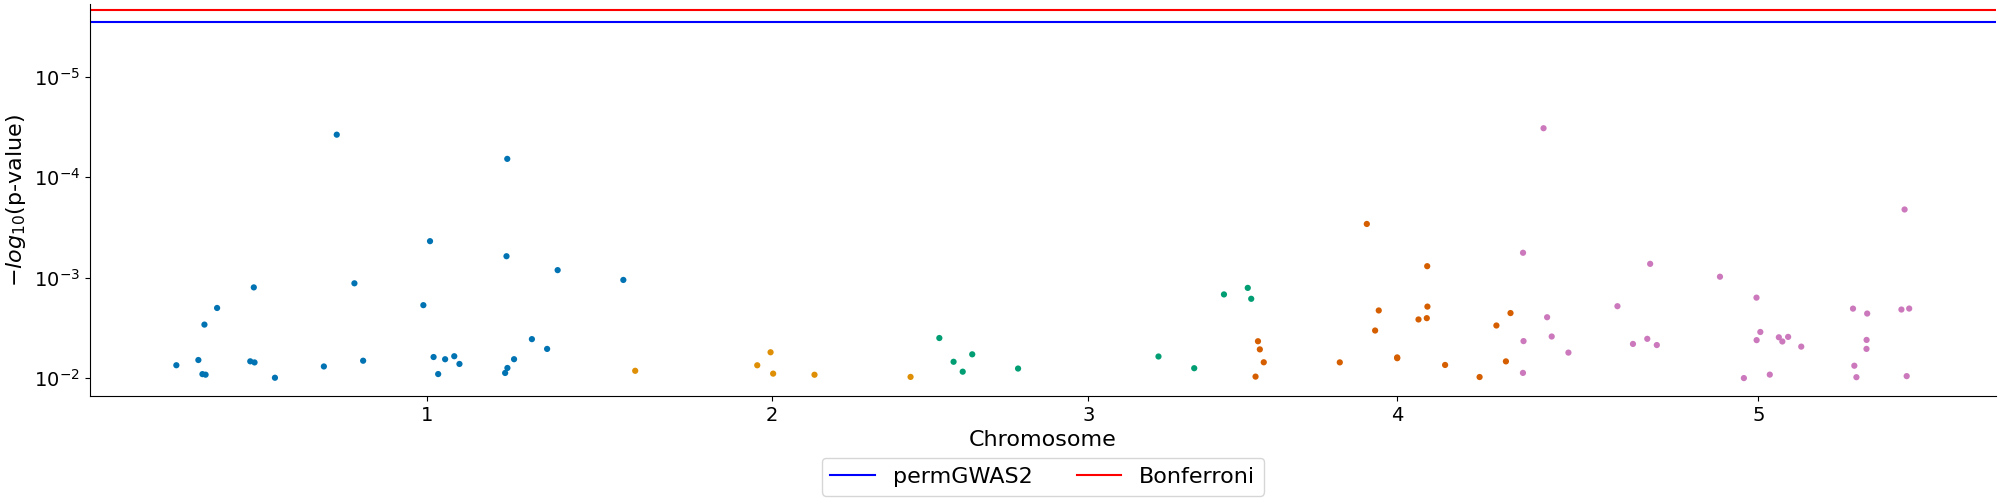 −log₁₀(p-value)
10⁻⁵
10⁻⁴
10⁻³
10⁻²
1 2 3 4 5
Chromosome
permGWAS2 Bonferroni